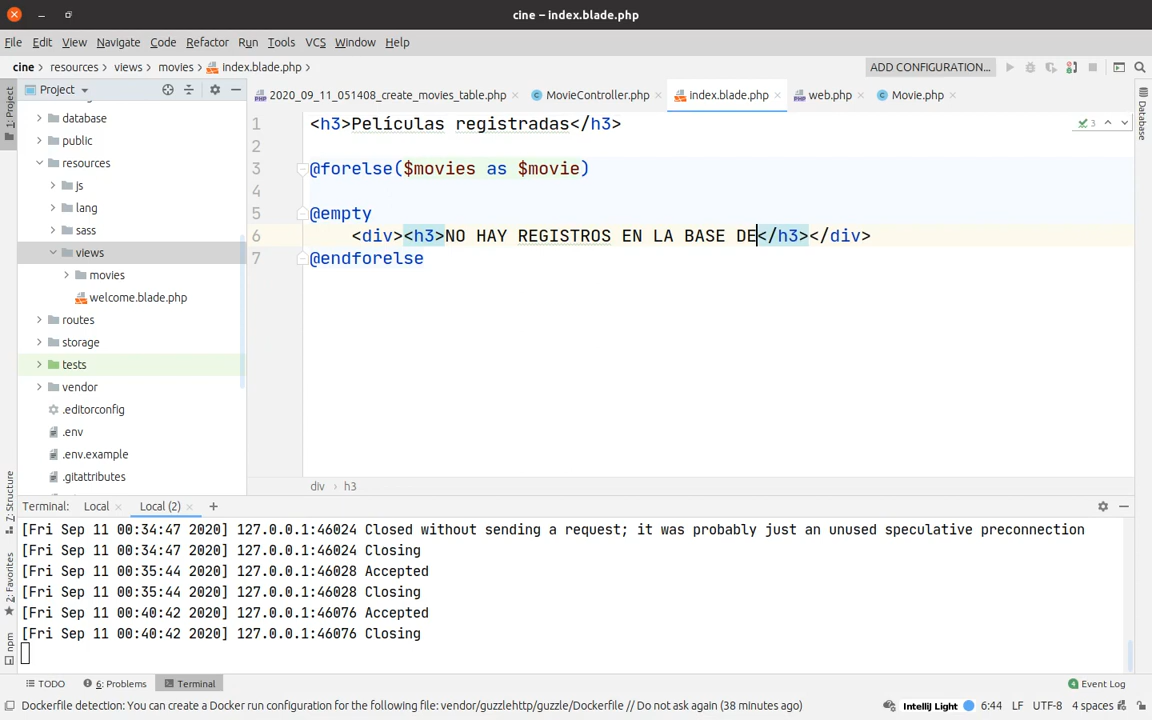 cine – index.blade.php
File Edit View Navigate Code Refactor Run Tools VCS Window Help
cine resources views movies index.blade.php
ADD CONFIGURATION...
1: Project
Project
2020_09_11_051408_create_movies_table.php
MovieController.php
index.blade.php
web.php
Movie.php
Database
database
public
resources
js
lang
sass
views
movies
welcome.blade.php
routes
storage
tests
vendor
.editorconfig
.env
.env.example
.gitattributes
1 <h3>Películas registradas</h3>
2
3 @forelse($movies as $movie)
4
5 @empty
6 <div><h3>NO HAY REGISTROS EN LA BASE DE</h3></div>
7 @endforelse
3
div › h3
7: Structure
2: Favorites
npm
Terminal: Local Local (2) +
[Fri Sep 11 00:34:47 2020] 127.0.0.1:46024 Closed without sending a request; it was probably just an unused speculative preconnection
[Fri Sep 11 00:34:47 2020] 127.0.0.1:46024 Closing
[Fri Sep 11 00:35:44 2020] 127.0.0.1:46028 Accepted
[Fri Sep 11 00:35:44 2020] 127.0.0.1:46028 Closing
[Fri Sep 11 00:40:42 2020] 127.0.0.1:46076 Accepted
[Fri Sep 11 00:40:42 2020] 127.0.0.1:46076 Closing
TODO 6: Problems Terminal 4 Event Log
Dockerfile detection: You can create a Docker run configuration for the following file: vendor/guzzlehttp/guzzle/Dockerfile // Do not ask again (38 minutes ago)
IntelliJ Light 6:44 LF UTF-8 4 spaces